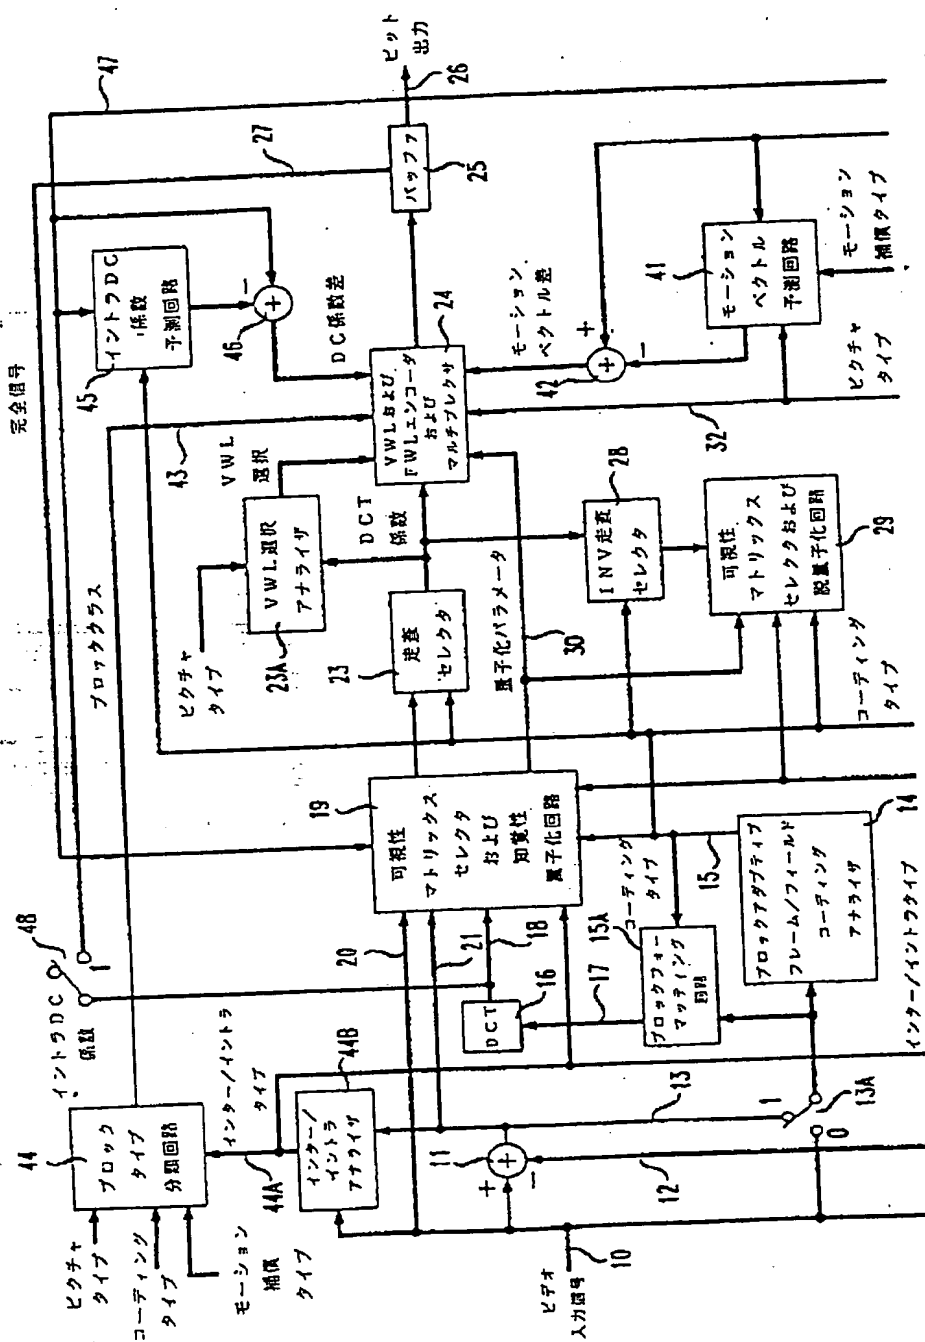 ビデオ
入力信号
10
ピクチャ
タイプ
コーディング
タイプ
モーション
補償
タイプ
44
ブロック
タイプ
分類回路
44A
インター/イントラ
タイプ
インター/
イントラ
アナライザ
44B
イントラDC
係数
48
1
11
+
+
−
12
13
0
1
13A
20
21
18
DCT
16
17
15A
ブロックフォー
マッティング
回路
コーディング
タイプ
15
ブロックアダプティブ
フレーム/フィールド
コーディング
アナライザ
14
インター/イントラタイプ
19
可視性
マトリックス
セレクタ
および
知覚性
量子化回路
ブロッククラス
完全信号
ピクチャ
タイプ
23A
VWL選択
アナライザ
VWL
選択
23
走査
セレクタ
DCT
係数
量子化パラメータ
30
コーディング
タイプ
INV走査
セレクタ
28
可視性
マトリックス
セレクタおよび
脱量子化回路
29
43
45
イントラDC
係数
予測回路
−
+
46
DC係数差
VWLおよび
FWLエンコーダ
および
マルチプレクサ
24
モーション
ベクトル差
+
+
−
42
32
ピクチャ
タイプ
41
モーション
ベクトル
予測回路
モーション
補償タイプ
27
バッファ
25
26
ビット
出力
47